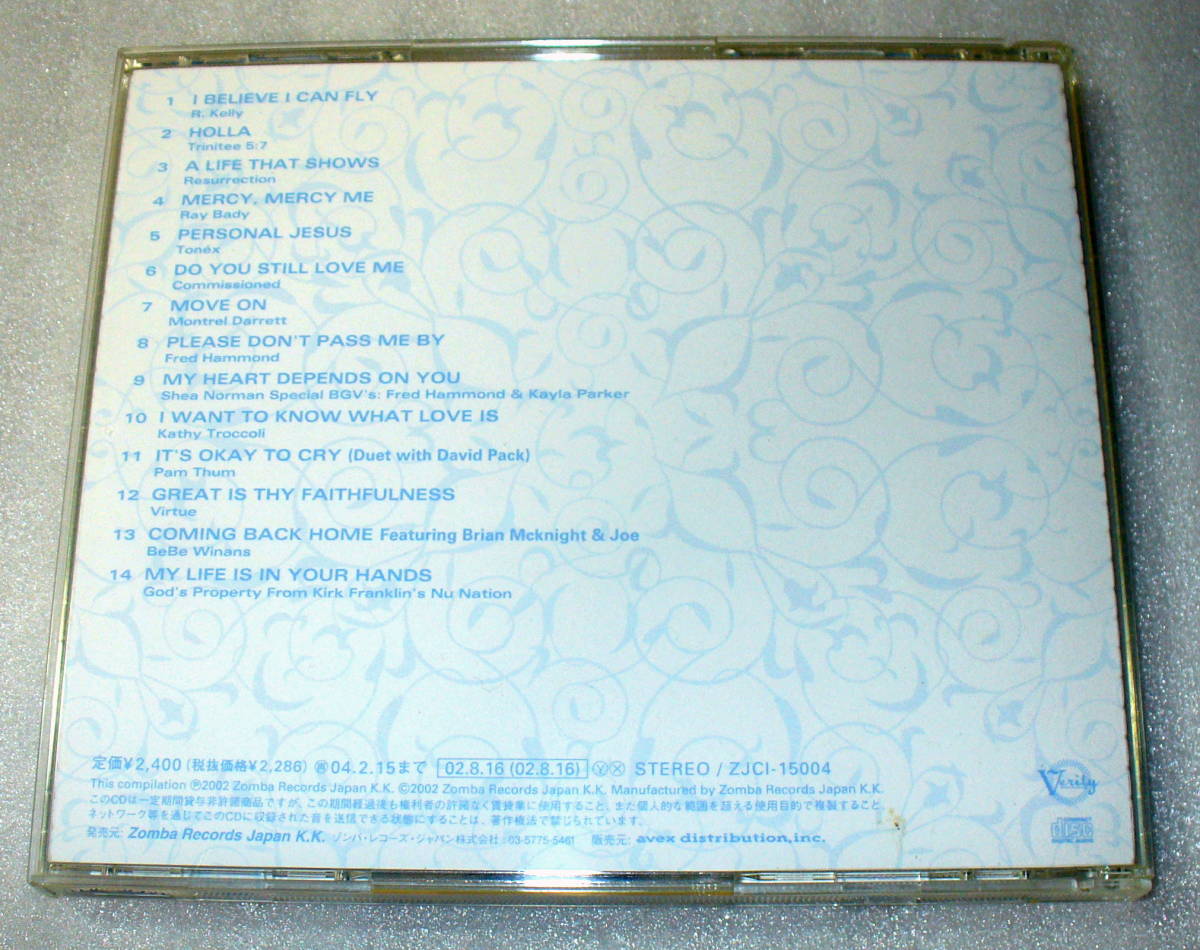 1 I BELIEVE I CAN FLY
R. Kelly
2 HOLLA
Trinitee 5:7
3 A LIFE THAT SHOWS
Resurrection
4 MERCY, MERCY ME
Ray Bady
5 PERSONAL JESUS
Tonéx
6 DO YOU STILL LOVE ME
Commissioned
7 MOVE ON
Montrel Darrett
8 PLEASE DON'T PASS ME BY
Fred Hammond
9 MY HEART DEPENDS ON YOU
Shea Norman Special BGV's: Fred Hammond & Kayla Parker
10 I WANT TO KNOW WHAT LOVE IS
Kathy Troccoli
11 IT'S OKAY TO CRY (Duet with David Pack)
Pam Thum
12 GREAT IS THY FAITHFULNESS
Virtue
13 COMING BACK HOME Featuring Brian Mcknight & Joe
BeBe Winans
14 MY LIFE IS IN YOUR HANDS
God's Property From Kirk Franklin's Nu Nation
定価¥2,400 (税抜価格¥2,286) 04.2.15まで 02.8.16 (02.8.16) Ⓨ STEREO / ZJCI-15004
This compilation ℗2002 Zomba Records Japan K.K. ©2002 Zomba Records Japan K.K. Manufactured by Zomba Records Japan K.K.
このCDは一定期間貸与非許諾商品ですが、この期間経過後も権利者の許諾なく賃貸業に使用すること、また個人的な範囲を超える使用目的で複製すること、
ネットワーク等を通じてこのCDに収録された音を送信できる状態にすることは、著作権法で禁じられています。
発売元: Zomba Records Japan K.K. ゾンバ・レコーズ・ジャパン株式会社: 03-5775-5461 販売元: avex distribution,inc.
Verity
disc